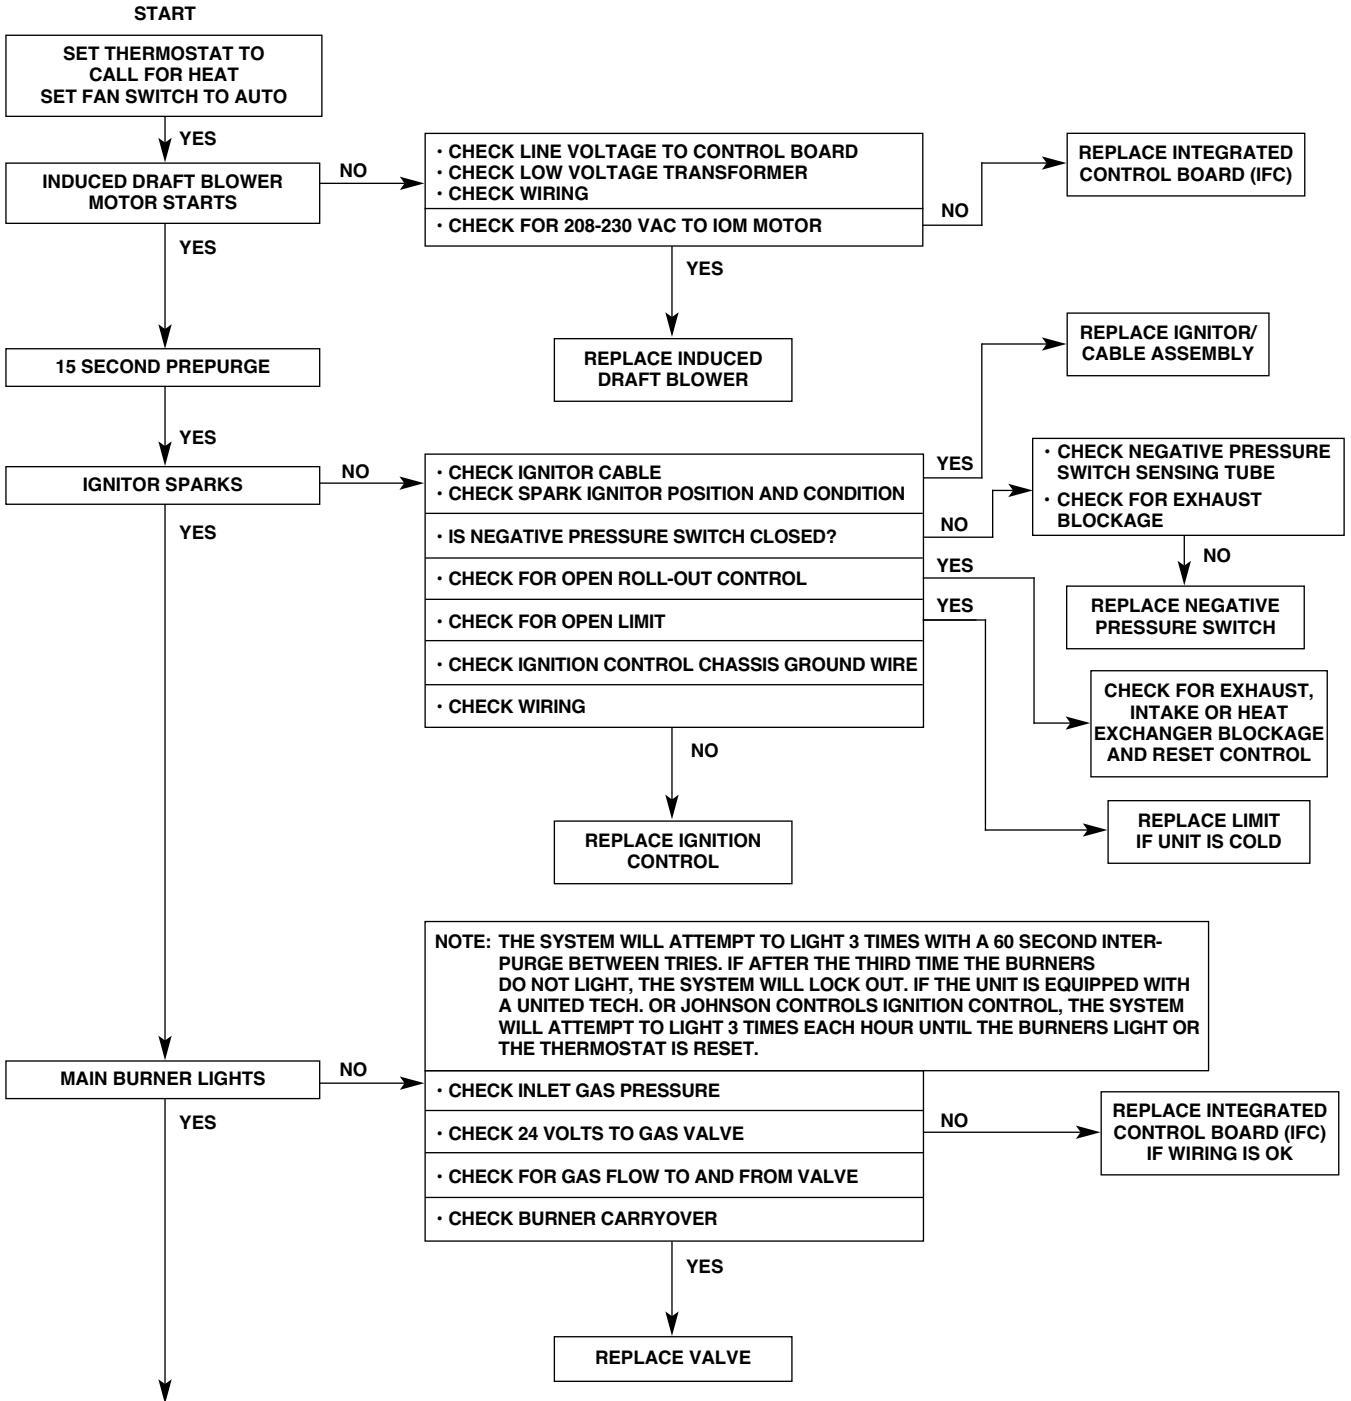 START
SET THERMOSTAT TO
CALL FOR HEAT
SET FAN SWITCH TO AUTO
YES
INDUCED DRAFT BLOWER
MOTOR STARTS
NO
· CHECK LINE VOLTAGE TO CONTROL BOARD
· CHECK LOW VOLTAGE TRANSFORMER
· CHECK WIRING
· CHECK FOR 208-230 VAC TO IOM MOTOR
NO
REPLACE INTEGRATED
CONTROL BOARD (IFC)
YES
REPLACE INDUCED
DRAFT BLOWER
YES
15 SECOND PREPURGE
YES
IGNITOR SPARKS
NO
· CHECK IGNITOR CABLE
· CHECK SPARK IGNITOR POSITION AND CONDITION
YES
REPLACE IGNITOR/
CABLE ASSEMBLY
· IS NEGATIVE PRESSURE SWITCH CLOSED?
NO
· CHECK NEGATIVE PRESSURE
SWITCH SENSING TUBE
· CHECK FOR EXHAUST
BLOCKAGE
NO
REPLACE NEGATIVE
PRESSURE SWITCH
· CHECK FOR OPEN ROLL-OUT CONTROL
YES
CHECK FOR EXHAUST,
INTAKE OR HEAT
EXCHANGER BLOCKAGE
AND RESET CONTROL
· CHECK FOR OPEN LIMIT
YES
REPLACE LIMIT
IF UNIT IS COLD
· CHECK IGNITION CONTROL CHASSIS GROUND WIRE
· CHECK WIRING
NO
REPLACE IGNITION
CONTROL
YES
NOTE: THE SYSTEM WILL ATTEMPT TO LIGHT 3 TIMES WITH A 60 SECOND INTER-
PURGE BETWEEN TRIES. IF AFTER THE THIRD TIME THE BURNERS
DO NOT LIGHT, THE SYSTEM WILL LOCK OUT. IF THE UNIT IS EQUIPPED WITH
A UNITED TECH. OR JOHNSON CONTROLS IGNITION CONTROL, THE SYSTEM
WILL ATTEMPT TO LIGHT 3 TIMES EACH HOUR UNTIL THE BURNERS LIGHT OR
THE THERMOSTAT IS RESET.
MAIN BURNER LIGHTS
NO
· CHECK INLET GAS PRESSURE
· CHECK 24 VOLTS TO GAS VALVE
NO
REPLACE INTEGRATED
CONTROL BOARD (IFC)
IF WIRING IS OK
· CHECK FOR GAS FLOW TO AND FROM VALVE
· CHECK BURNER CARRYOVER
YES
REPLACE VALVE
YES